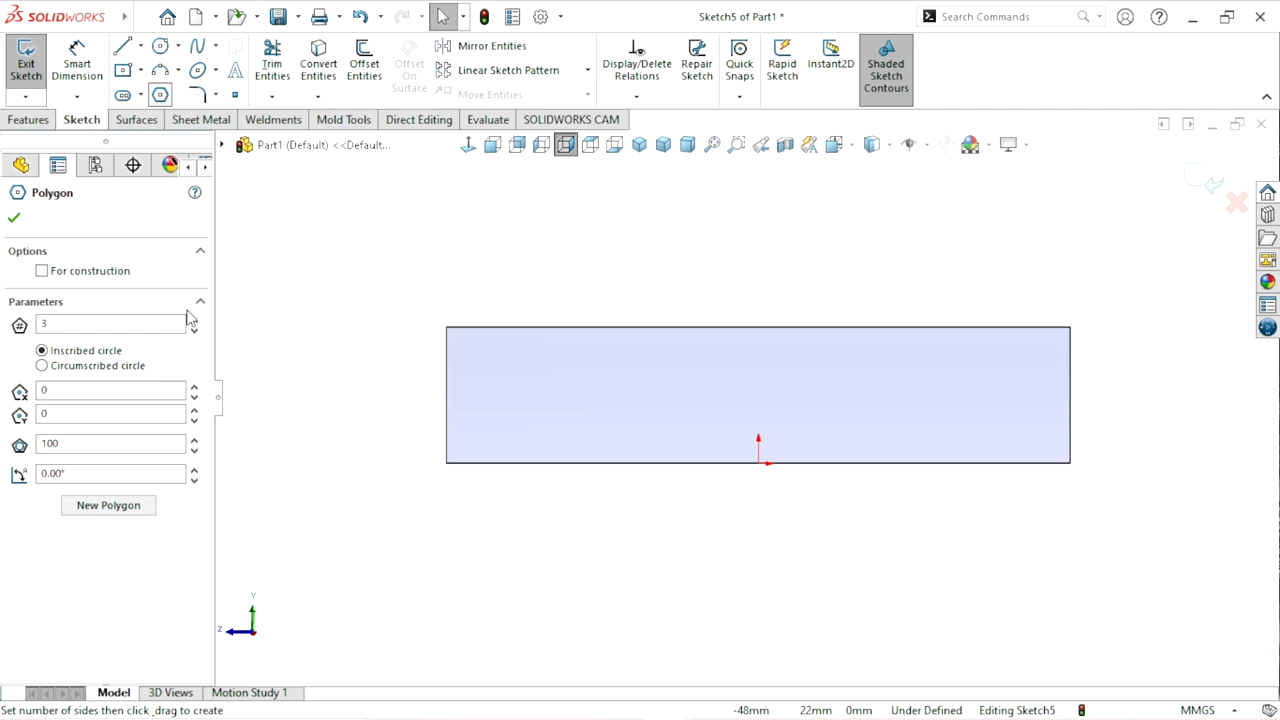 SOLIDWORKS
Sketch5 of Part1 *
Search Commands
Exit Sketch
Smart Dimension
Trim Entities
Convert Entities
Offset Entities
Offset On Surface
Mirror Entities
Linear Sketch Pattern
Move Entities
Display/Delete Relations
Repair Sketch
Quick Snaps
Rapid Sketch
Instant2D
Shaded Sketch Contours
Features
Sketch
Surfaces
Sheet Metal
Weldments
Mold Tools
Direct Editing
Evaluate
SOLIDWORKS CAM
Part1 (Default) <<Default...
Polygon
Options
For construction
Parameters
3
Inscribed circle
Circumscribed circle
0
0
100
0.00°
New Polygon
Y
Z
Model
3D Views
Motion Study 1
Set number of sides then click _drag to create
-48mm
22mm
0mm
Under Defined
Editing Sketch5
MMGS